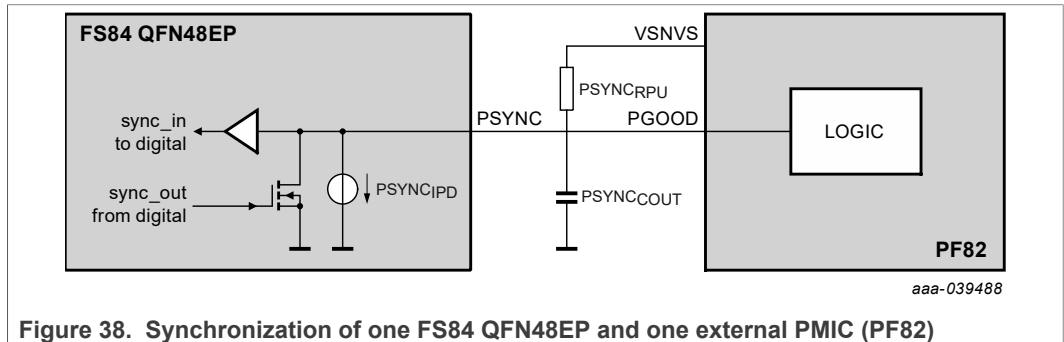 FS84 QFN48EP
VSNVS
PSYNCRPU
sync_in
to digital
PSYNC
PGOOD
LOGIC
sync_out
from digital
PSYNCIPD
PSYNCCOUT
PF82
aaa-039488
Figure 38. Synchronization of one FS84 QFN48EP and one external PMIC (PF82)